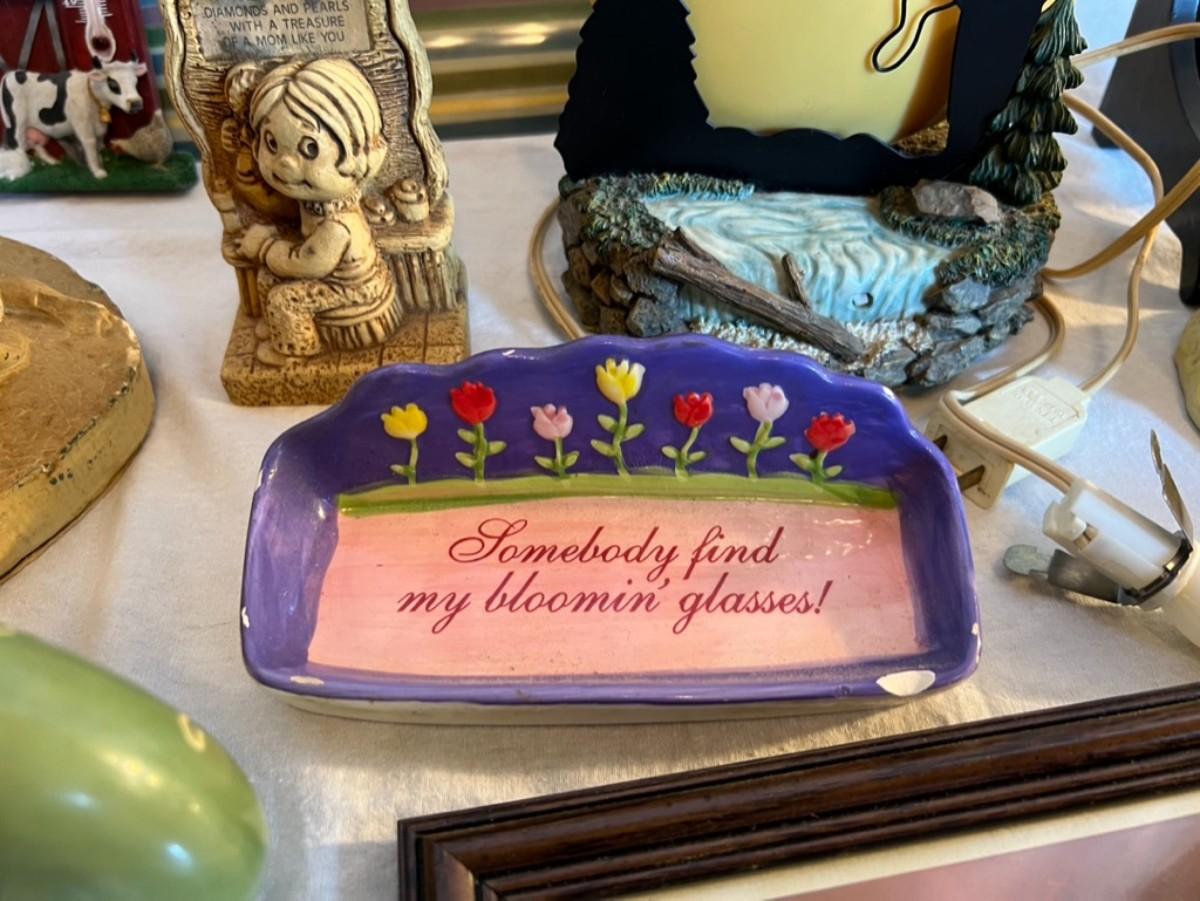 DIAMONDS AND PEARLS
WITH A TREASURE
OF A MOM LIKE YOU
Somebody find
my bloomin' glasses!